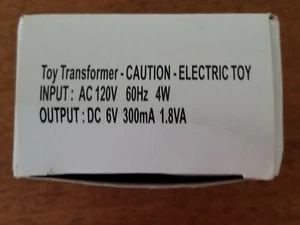 Toy Transformer - CAUTION - ELECTRIC TOY
INPUT : AC 120V 60Hz 4W
OUTPUT : DC 6V 300mA 1.8VA